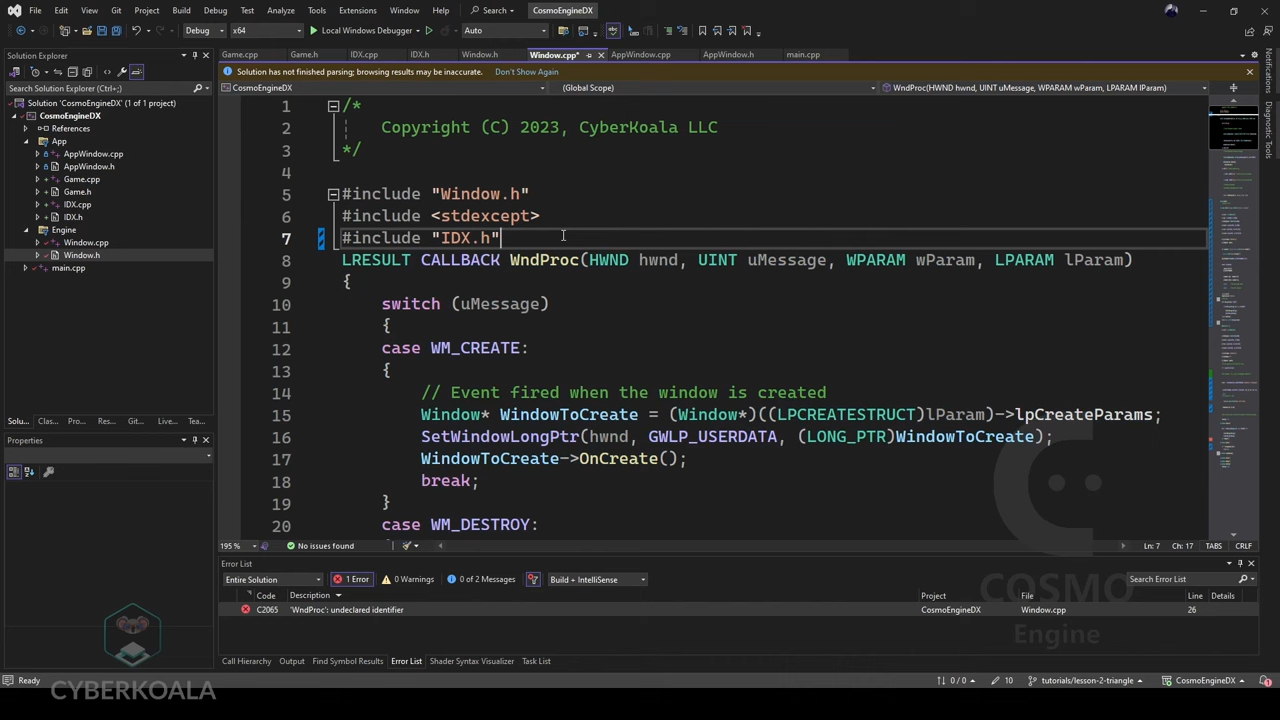 File Edit View Git Project Build Debug Test Analyze Tools Extensions Window Help Search CosmoEngineDX
Debug x64 Local Windows Debugger Auto
Solution Explorer
Game.cpp Game.h IDX.cpp IDX.h Window.h Window.cpp* AppWindow.cpp AppWindow.h main.cpp
Solution has not finished parsing; browsing results may be inaccurate. Don't Show Again
Search Solution Explorer (Ctrl+;)
CosmoEngineDX (Global Scope) WndProc(HWND hwnd, UINT uMessage, WPARAM wParam, LPARAM lParam)
Solution 'CosmoEngineDX' (1 of 1 project)
CosmoEngineDX
References
App
AppWindow.cpp
AppWindow.h
Game.cpp
Game.h
IDX.cpp
IDX.h
Engine
Window.cpp
Window.h
main.cpp
Solu... Clas... Pro... Res... Git... Live... Tea...
Properties
1 /*
2 Copyright (C) 2023, CyberKoala LLC
3 */
4
5 #include "Window.h"
6 #include <stdexcept>
7 #include "IDX.h"
8 LRESULT CALLBACK WndProc(HWND hwnd, UINT uMessage, WPARAM wParam, LPARAM lParam)
9 {
10 switch (uMessage)
11 {
12 case WM_CREATE:
13 {
14 // Event fired when the window is created
15 Window* WindowToCreate = (Window*)((LPCREATESTRUCT)lParam)->lpCreateParams;
16 SetWindowLongPtr(hwnd, GWLP_USERDATA, (LONG_PTR)WindowToCreate);
17 WindowToCreate->OnCreate();
18 break;
19 }
20 case WM_DESTROY:
195 % No issues found Ln: 7 Ch: 17 TABS CRLF
Error List
Entire Solution 1 Error 0 Warnings 0 of 2 Messages Build + IntelliSense Search Error List
Code Description Project File Line Details
C2065 'WndProc': undeclared identifier CosmoEngineDX Window.cpp 26
Call Hierarchy Output Find Symbol Results Error List Shader Syntax Visualizer Task List
Ready 0 / 0 10 tutorials/lesson-2-triangle CosmoEngineDX
Notifications
Diagnostic Tools
COSMO
Engine
CYBERKOALA